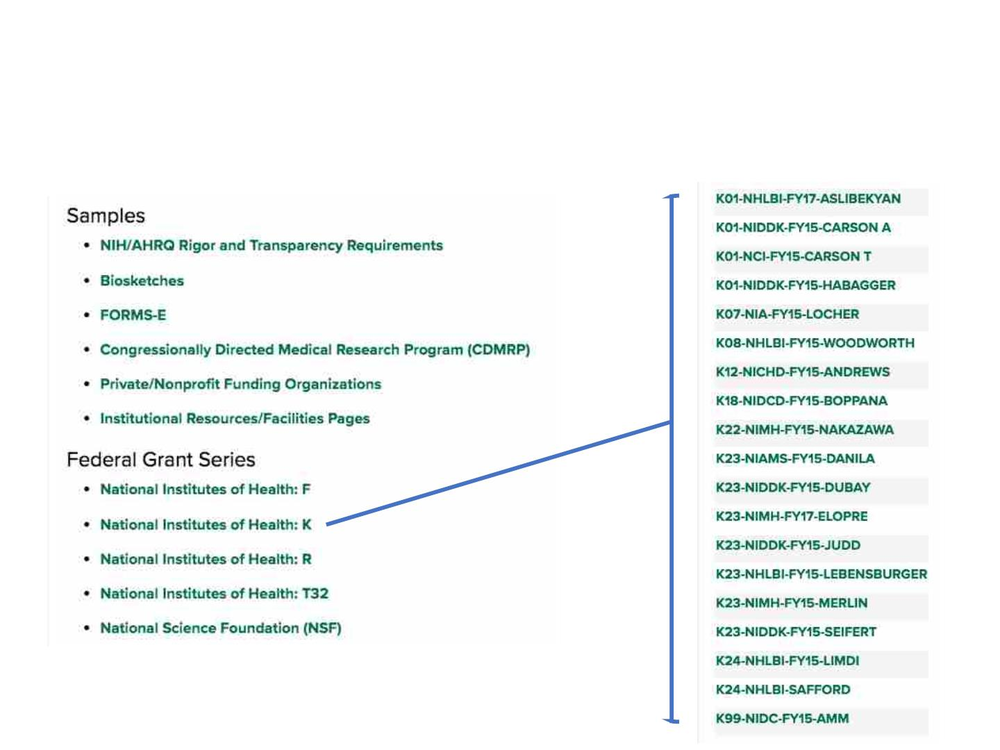 Samples
• NIH/AHRQ Rigor and Transparency Requirements
• Biosketches
• FORMS-E
• Congressionally Directed Medical Research Program (CDMRP)
• Private/Nonprofit Funding Organizations
• Institutional Resources/Facilities Pages
Federal Grant Series
• National Institutes of Health: F
• National Institutes of Health: K
• National Institutes of Health: R
• National Institutes of Health: T32
• National Science Foundation (NSF)
K01-NHLBI-FY17-ASLIBEKYAN
K01-NIDDK-FY15-CARSON A
K01-NCI-FY15-CARSON T
K01-NIDDK-FY15-HABAGGER
K07-NIA-FY15-LOCHER
K08-NHLBI-FY15-WOODWORTH
K12-NICHD-FY15-ANDREWS
K18-NIDCD-FY15-BOPPANA
K22-NIMH-FY15-NAKAZAWA
K23-NIAMS-FY15-DANILA
K23-NIDDK-FY15-DUBAY
K23-NIMH-FY17-ELOPRE
K23-NIDDK-FY15-JUDD
K23-NHLBI-FY15-LEBENSBURGER
K23-NIMH-FY15-MERLIN
K23-NIDDK-FY15-SEIFERT
K24-NHLBI-FY15-LIMDI
K24-NHLBI-SAFFORD
K99-NIDC-FY15-AMM